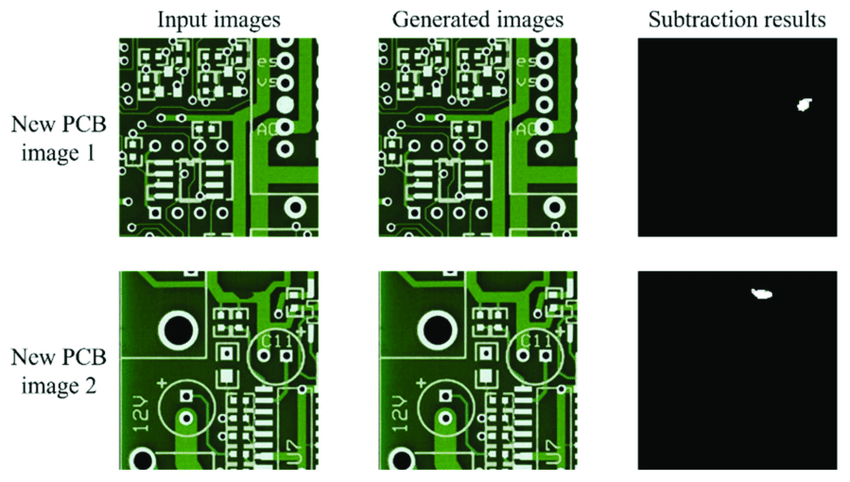 Input images
Generated images
Subtraction results
New PCB
image 1
es
vs
AO
es
vs
AO
New PCB
image 2
C11
+
+
12V
U7
C11
+
+
12V
U7